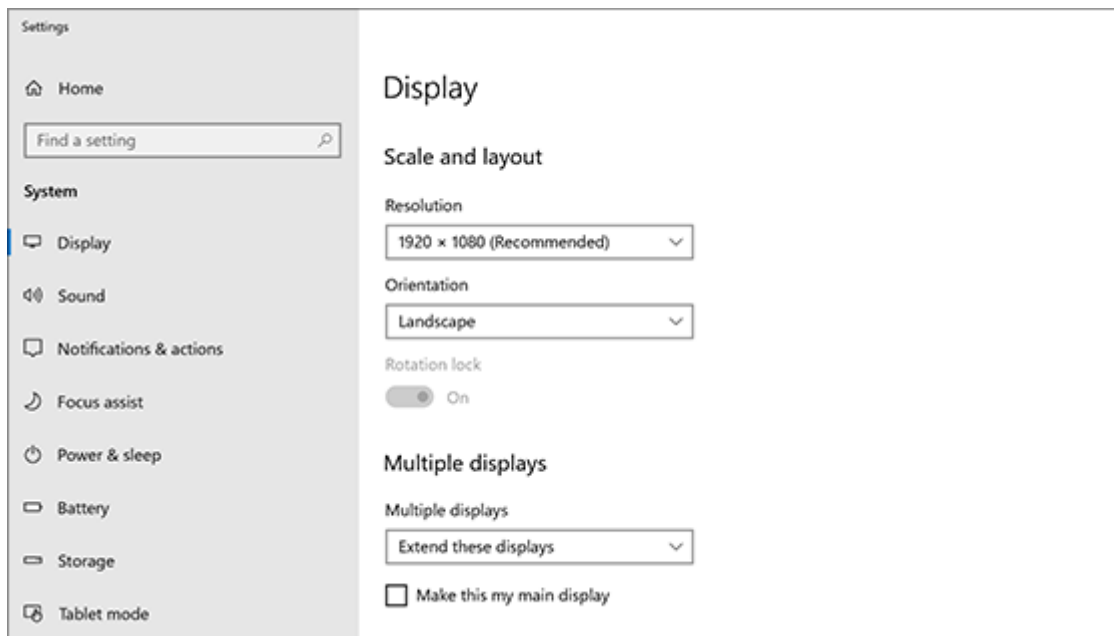 Settings
Home
Find a setting
System
Display
Sound
Notifications & actions
Focus assist
Power & sleep
Battery
Storage
Tablet mode
Display
Scale and layout
Resolution
1920 × 1080 (Recommended)
Orientation
Landscape
Rotation lock
On
Multiple displays
Multiple displays
Extend these displays
Make this my main display